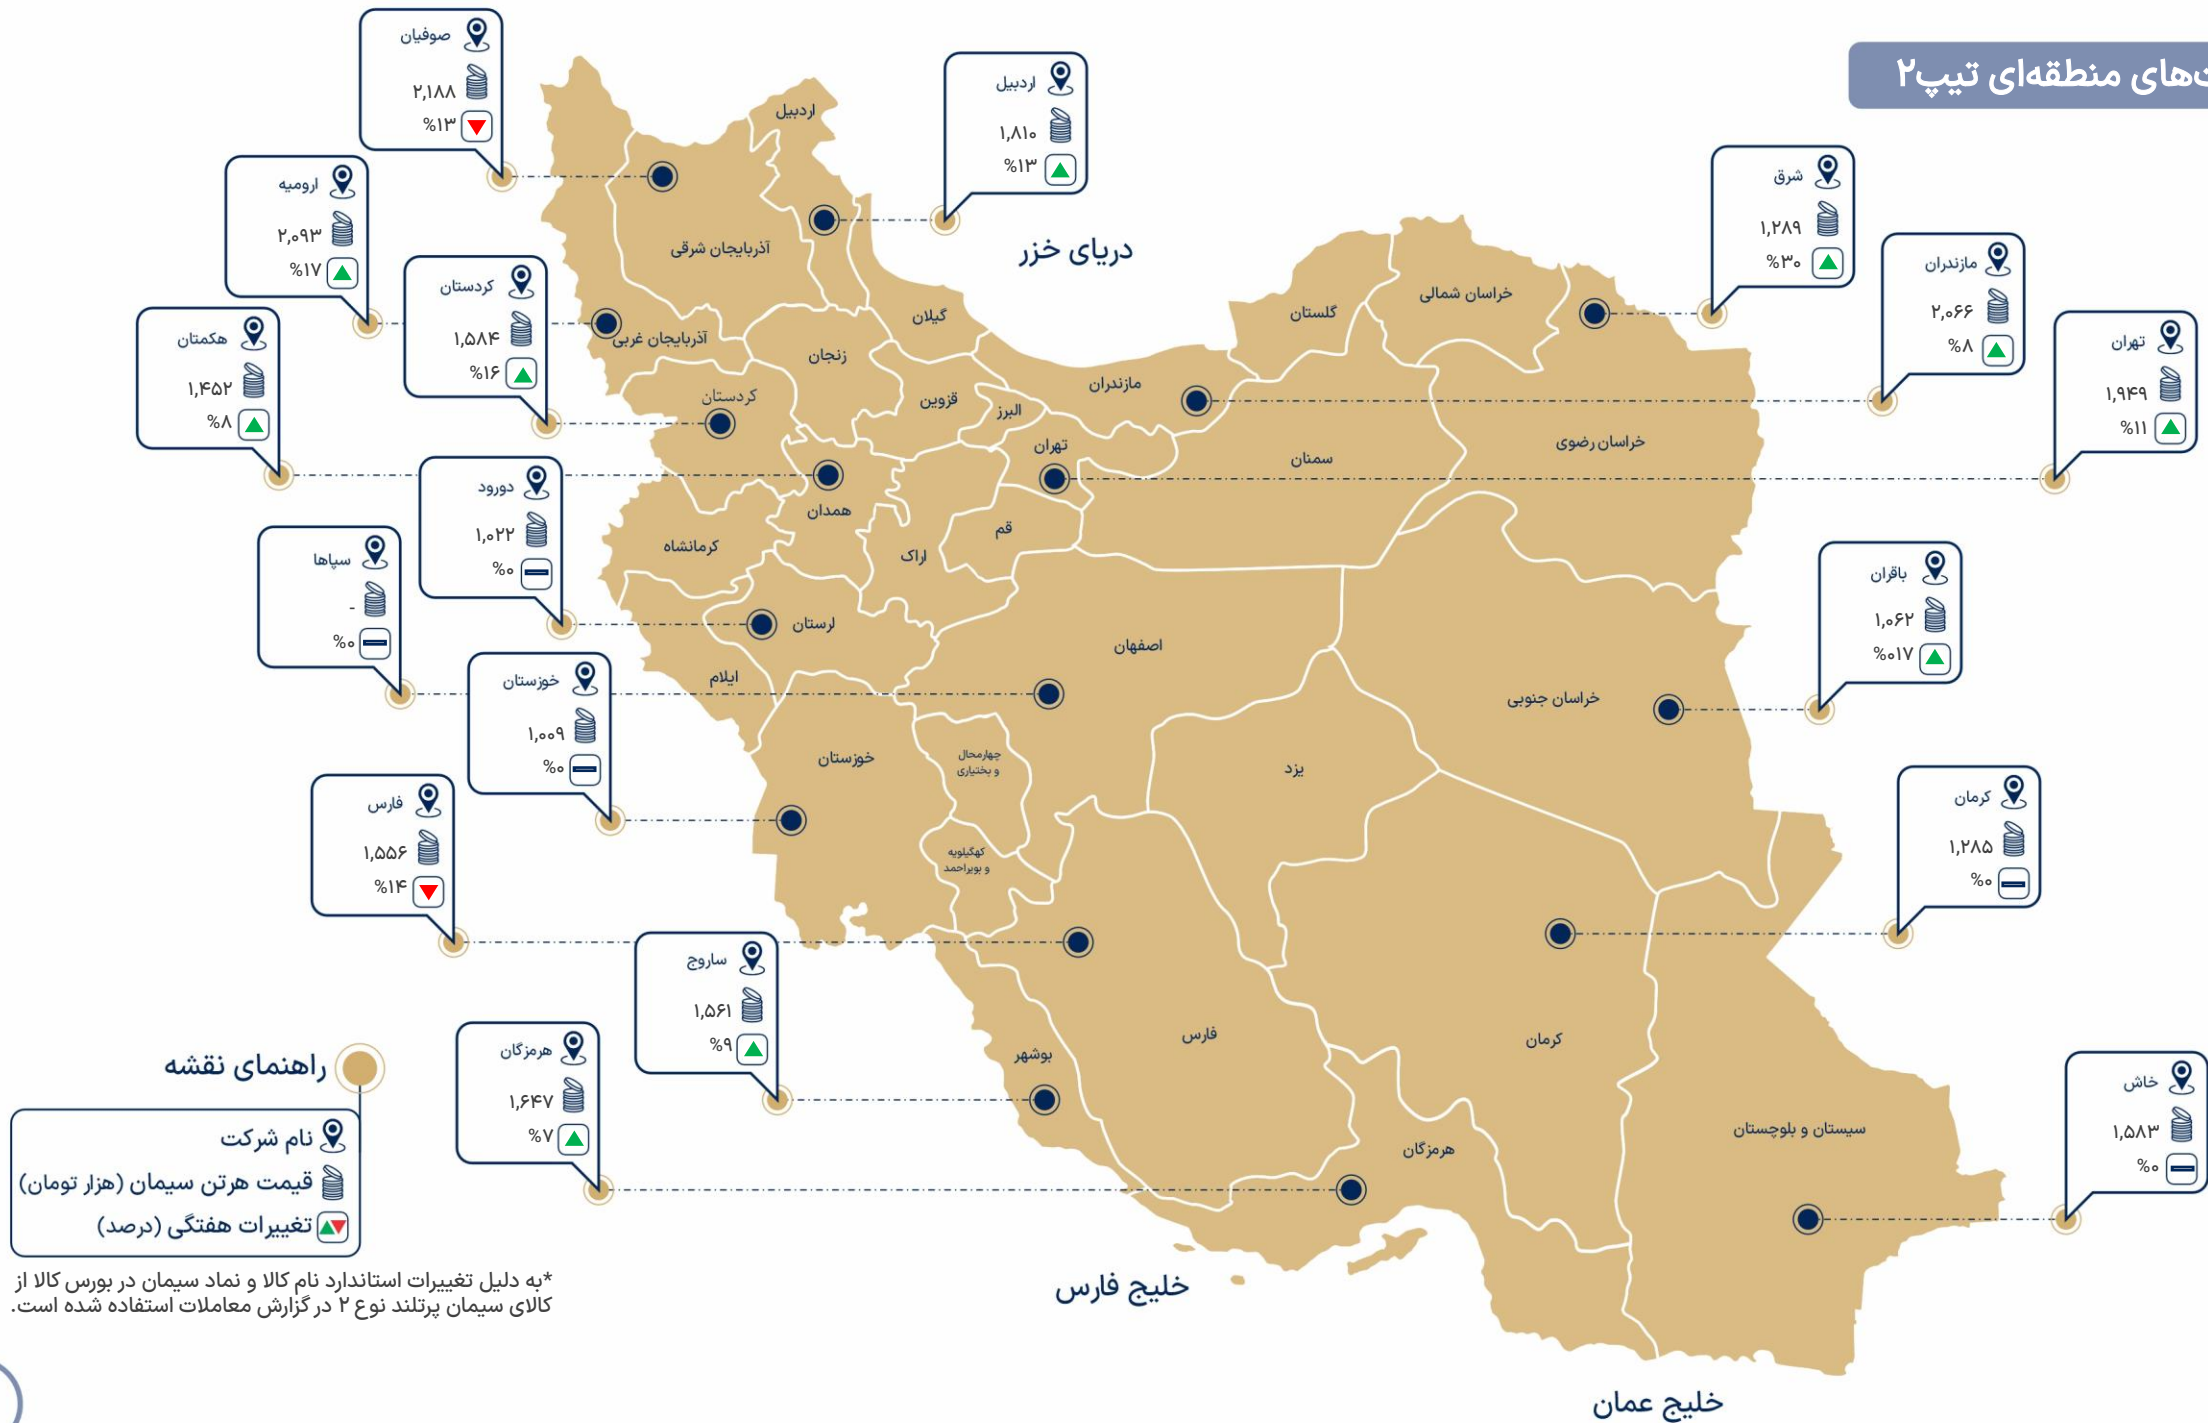 های منطقه‌ای تیپ۲
صوفیان
۲,۱۸۸
%۱۳
اردبیل
۱,۸۱۰
%۱۳
ارومیه
۲,۰۹۳
%۱۷
کردستان
۱,۵۸۴
%۱۶
هکمتان
۱,۴۵۲
%۸
دورود
۱,۰۲۲
%۰
سپاها
-
%۰
خوزستان
۱,۰۰۹
%۰
فارس
۱,۵۵۶
%۱۴
ساروج
۱,۵۶۱
%۹
هرمزگان
۱,۶۴۷
%۷
شرق
۱,۲۸۹
%۳۰
مازندران
۲,۰۶۶
%۸
تهران
۱,۹۴۹
%۱۱
باقران
۱,۰۶۲
%۰۱۷
کرمان
۱,۲۸۵
%۰
خاش
۱,۵۸۳
%۰
دریای خزر
اردبیل
آذربایجان شرقی
آذربایجان غربی
گیلان
زنجان
کردستان
قزوین
البرز
مازندران
گلستان
خراسان شمالی
تهران
سمنان
خراسان رضوی
همدان
کرمانشاه
اراک
قم
لرستان
ایلام
اصفهان
خراسان جنوبی
خوزستان
چهارمحال
و بختیاری
یزد
کهگیلویه
و بویراحمد
بوشهر
فارس
کرمان
هرمزگان
سیستان و بلوچستان
خلیج فارس
خلیج عمان
راهنمای نقشه
نام شرکت
قیمت هرتن سیمان (هزار تومان)
تغییرات هفتگی (درصد)
*به دلیل تغییرات استاندارد نام کالا و نماد سیمان در بورس کالا از
کالای سیمان پرتلند نوع ۲ در گزارش معاملات استفاده شده است.